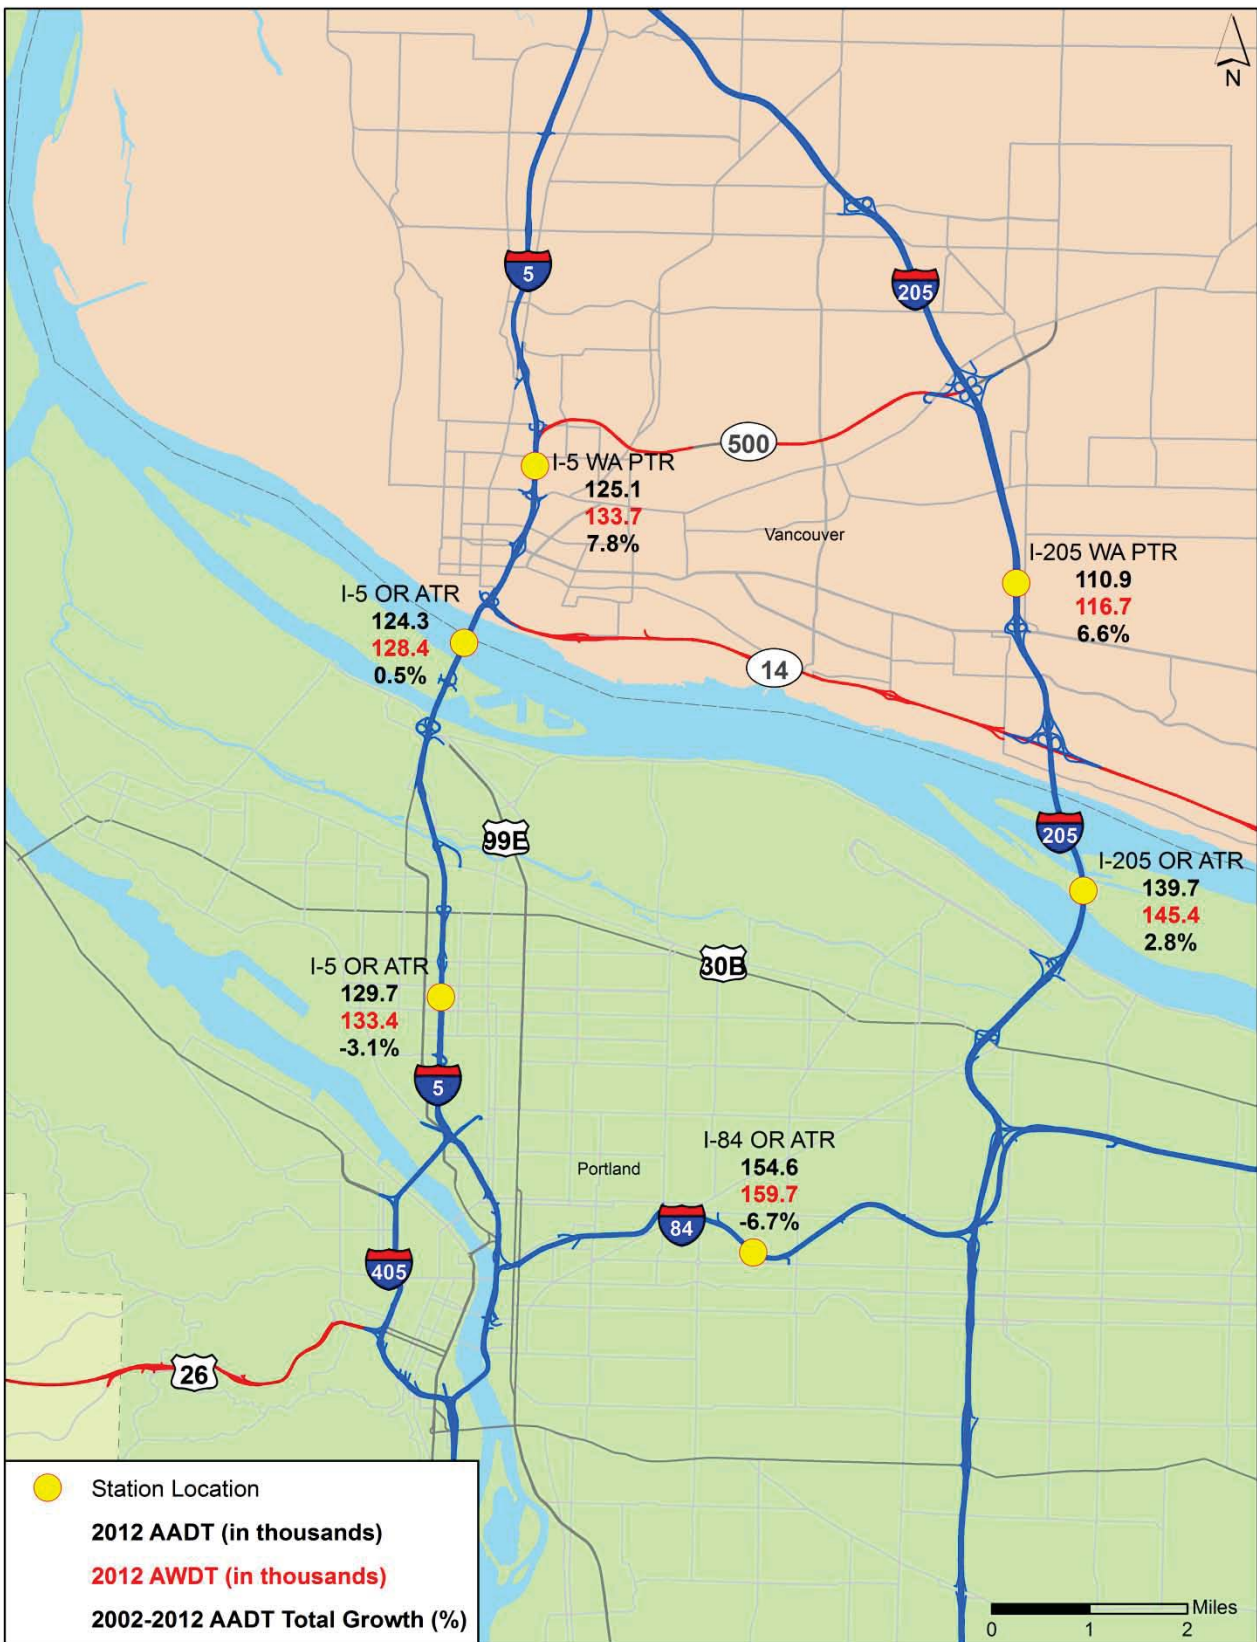 N
5
205
500
I-5 WA PTR
125.1
133.7
7.8%
Vancouver
I-205 WA PTR
110.9
116.7
6.6%
I-5 OR ATR
124.3
128.4
0.5%
14
205
99E
I-205 OR ATR
139.7
145.4
2.8%
30B
I-5 OR ATR
129.7
133.4
-3.1%
5
I-84 OR ATR
154.6
159.7
-6.7%
Portland
84
405
26
Station Location
2012 AADT (in thousands)
2012 AWDT (in thousands)
2002-2012 AADT Total Growth (%)
Miles
0 1 2